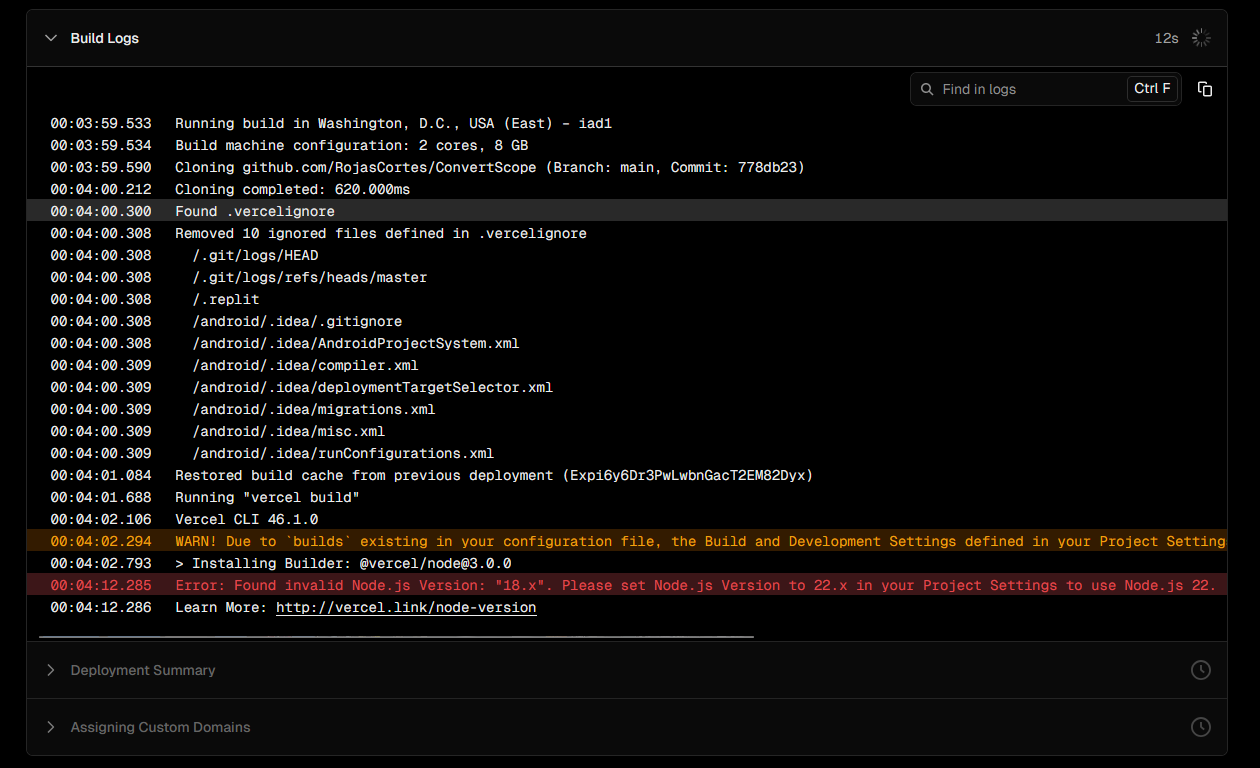 Build Logs 12s
Find in logs Ctrl F
00:03:59.533 Running build in Washington, D.C., USA (East) – iad1
00:03:59.534 Build machine configuration: 2 cores, 8 GB
00:03:59.590 Cloning github.com/RojasCortes/ConvertScope (Branch: main, Commit: 778db23)
00:04:00.212 Cloning completed: 620.000ms
00:04:00.300 Found .vercelignore
00:04:00.308 Removed 10 ignored files defined in .vercelignore
00:04:00.308 /.git/logs/HEAD
00:04:00.308 /.git/logs/refs/heads/master
00:04:00.308 /.replit
00:04:00.308 /android/.idea/.gitignore
00:04:00.308 /android/.idea/AndroidProjectSystem.xml
00:04:00.309 /android/.idea/compiler.xml
00:04:00.309 /android/.idea/deploymentTargetSelector.xml
00:04:00.309 /android/.idea/migrations.xml
00:04:00.309 /android/.idea/misc.xml
00:04:00.309 /android/.idea/runConfigurations.xml
00:04:01.084 Restored build cache from previous deployment (Expi6y6Dr3PwLwbnGacT2EM82Dyx)
00:04:01.688 Running "vercel build"
00:04:02.106 Vercel CLI 46.1.0
00:04:02.294 WARN! Due to `builds` existing in your configuration file, the Build and Development Settings defined in your Project Setting
00:04:02.793 > Installing Builder: @vercel/node@3.0.0
00:04:12.285 Error: Found invalid Node.js Version: "18.x". Please set Node.js Version to 22.x in your Project Settings to use Node.js 22.
00:04:12.286 Learn More: http://vercel.link/node-version
Deployment Summary
Assigning Custom Domains